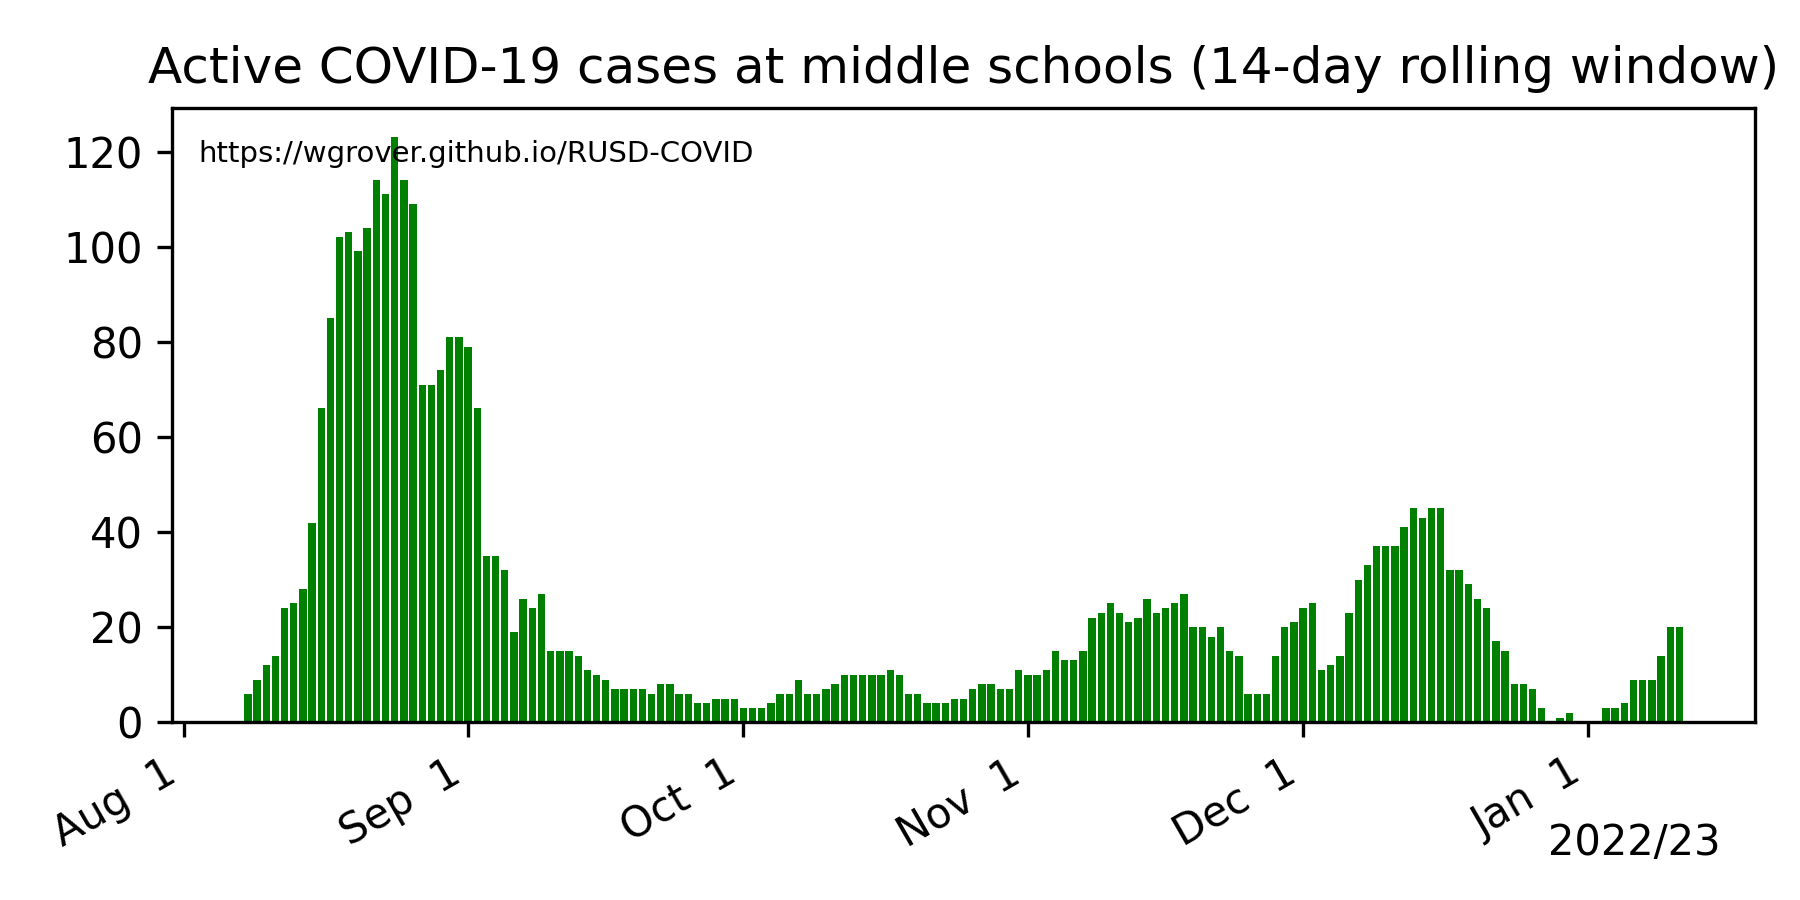 Active COVID-19 cases at middle schools (14-day rolling window)
https://wgrover.github.io/RUSD-COVID
120
100
80
60
40
20
0
Aug 1
Sep 1
Oct 1
Nov 1
Dec 1
Jan 1
2022/23